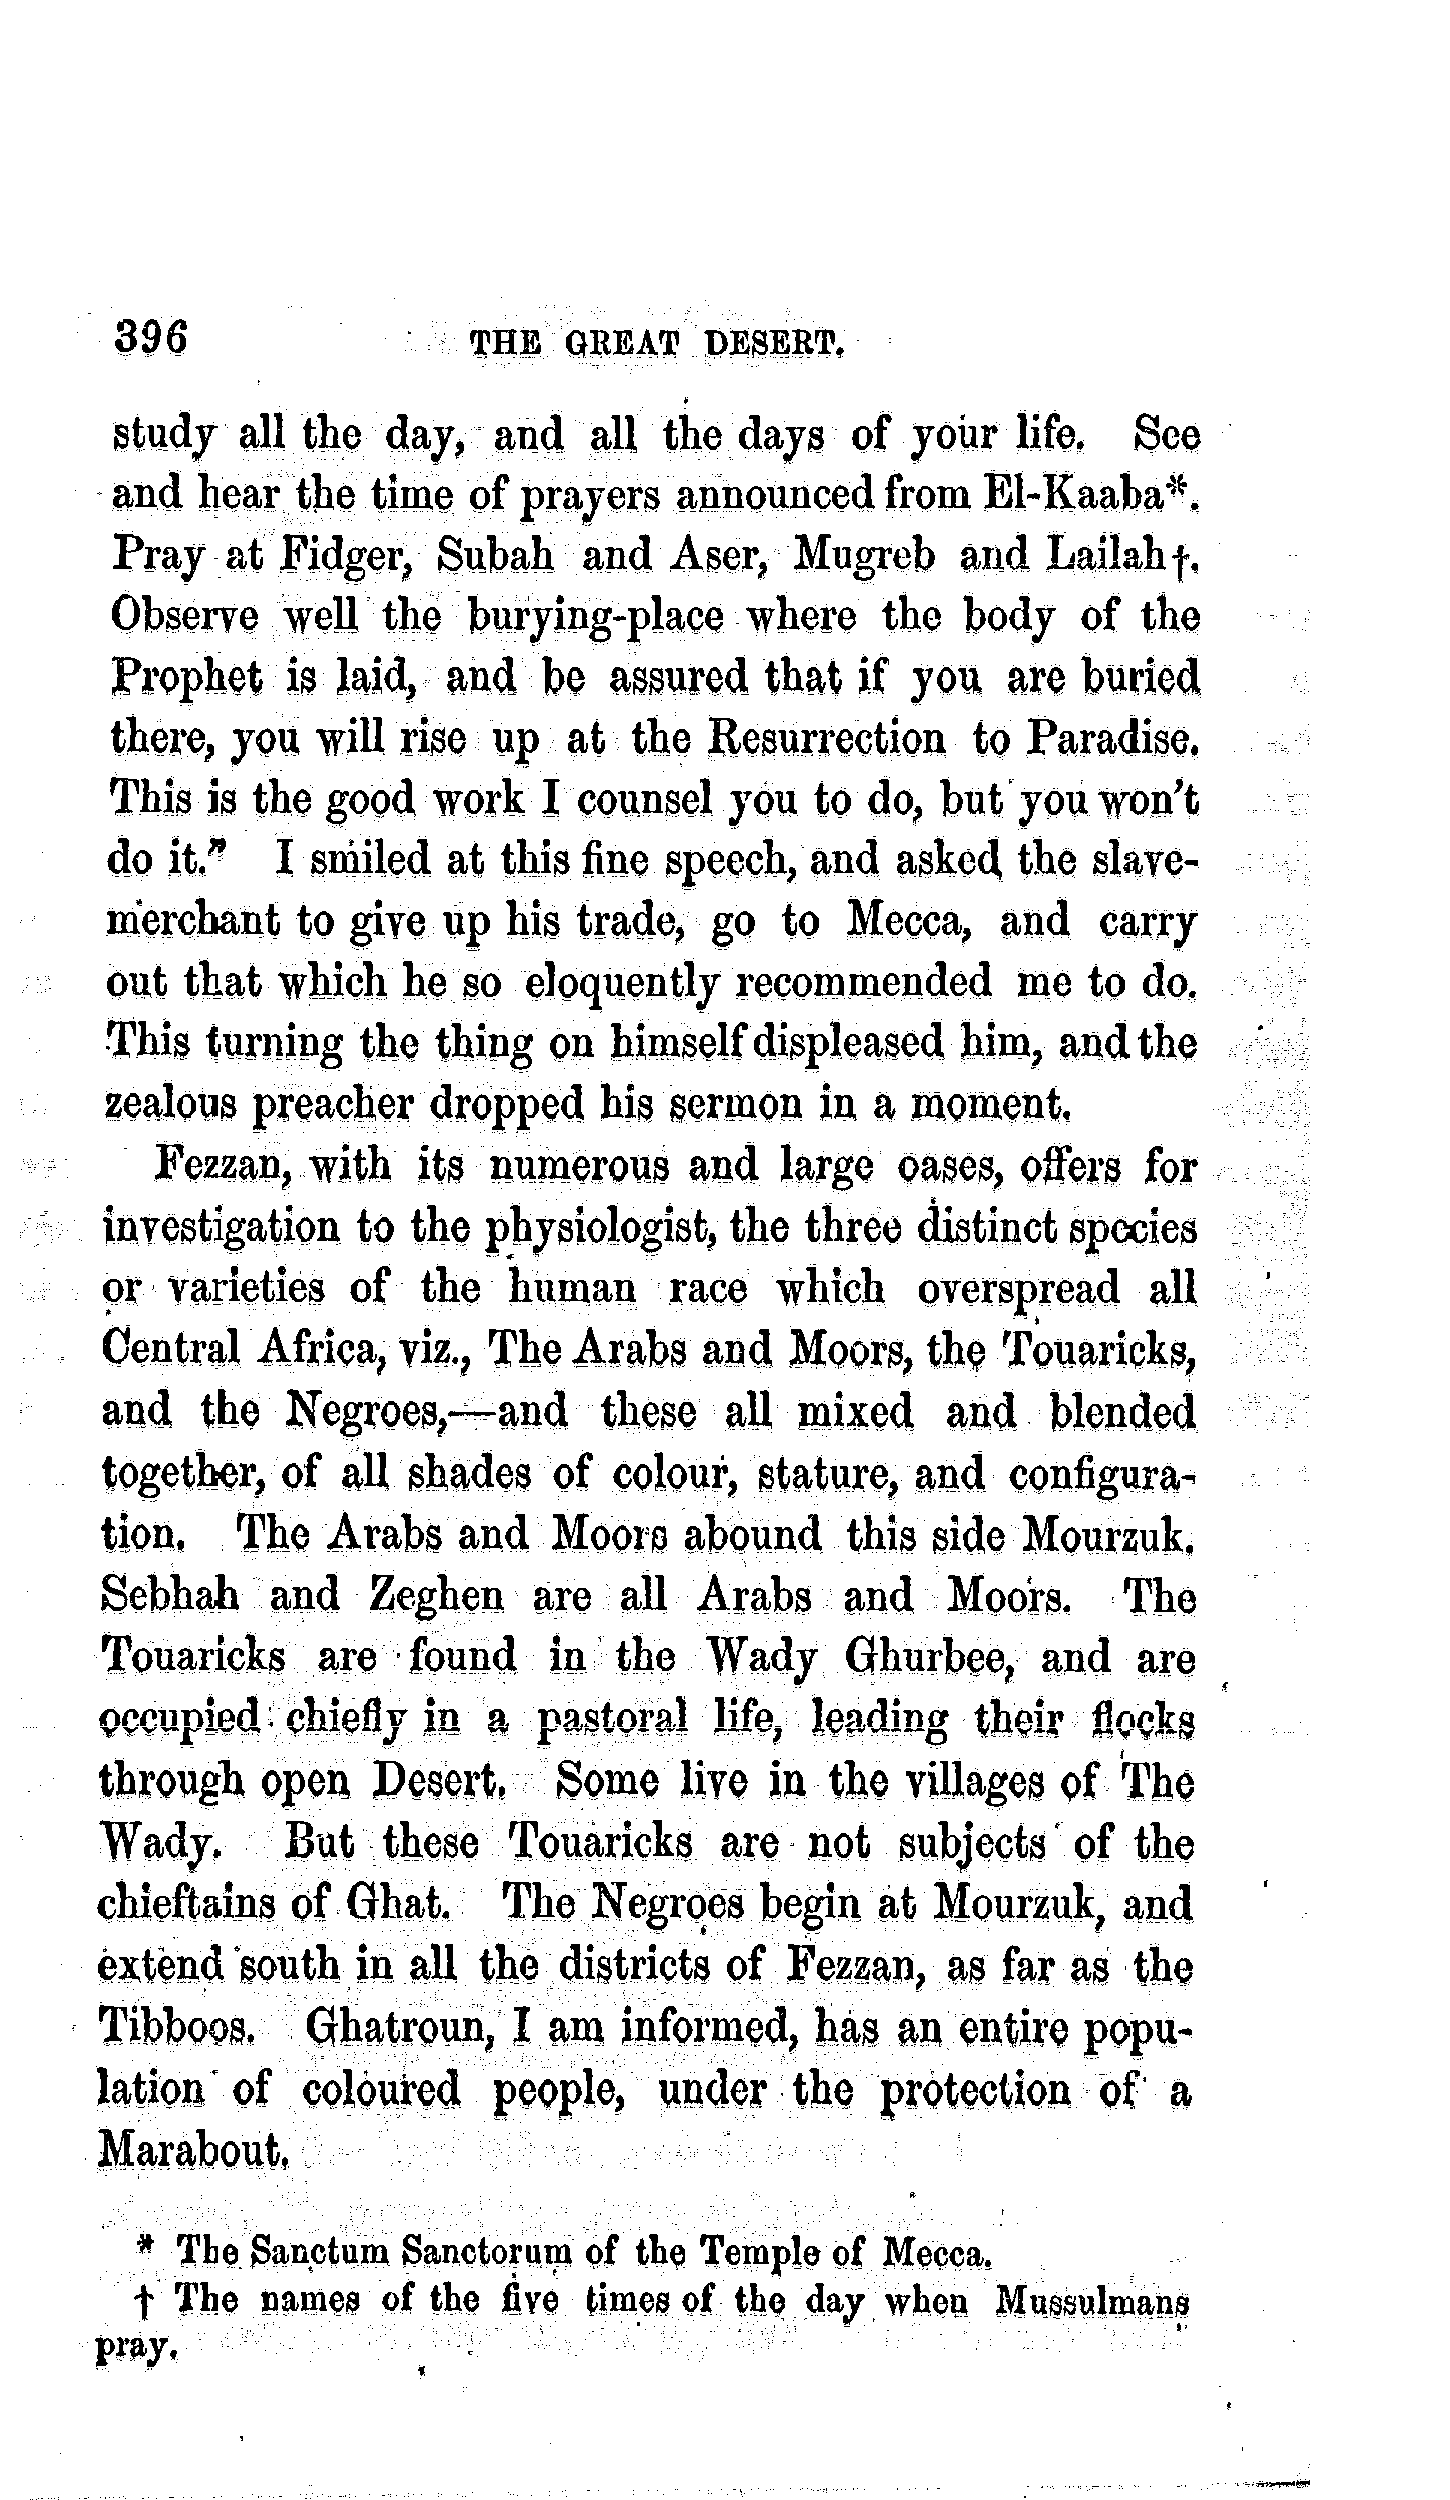 396 THE GREAT DESERT.
study all the day, and all the days of your life. See
and hear the time of prayers announced from El-Kaaba*.
Pray at Fidger, Subah and Aser, Mugreb and Lailah†.
Observe well the burying-place where the body of the
Prophet is laid, and be assured that if you are buried
there, you will rise up at the Resurrection to Paradise.
This is the good work I counsel you to do, but you won't
do it." I smiled at this fine speech, and asked the slave-
merchant to give up his trade, go to Mecca, and carry
out that which he so eloquently recommended me to do.
This turning the thing on himself displeased him, and the
zealous preacher dropped his sermon in a moment.
Fezzan, with its numerous and large oases, offers for
investigation to the physiologist, the three distinct species
or varieties of the human race which overspread all
Central Africa, viz., The Arabs and Moors, the Touaricks,
and the Negroes,—and these all mixed and blended
together, of all shades of colour, stature, and configura-
tion. The Arabs and Moors abound this side Mourzuk.
Sebhah and Zeghen are all Arabs and Moors. The
Touaricks are found in the Wady Ghurbee, and are
occupied chiefly in a pastoral life, leading their flocks
through open Desert. Some live in the villages of The
Wady. But these Touaricks are not subjects of the
chieftains of Ghat. The Negroes begin at Mourzuk, and
extend south in all the districts of Fezzan, as far as the
Tibboos. Ghatroun, I am informed, has an entire popu-
lation of coloured people, under the protection of a
Marabout.
* The Sanctum Sanctorum of the Temple of Mecca.
† The names of the five times of the day when Mussulmans
pray.